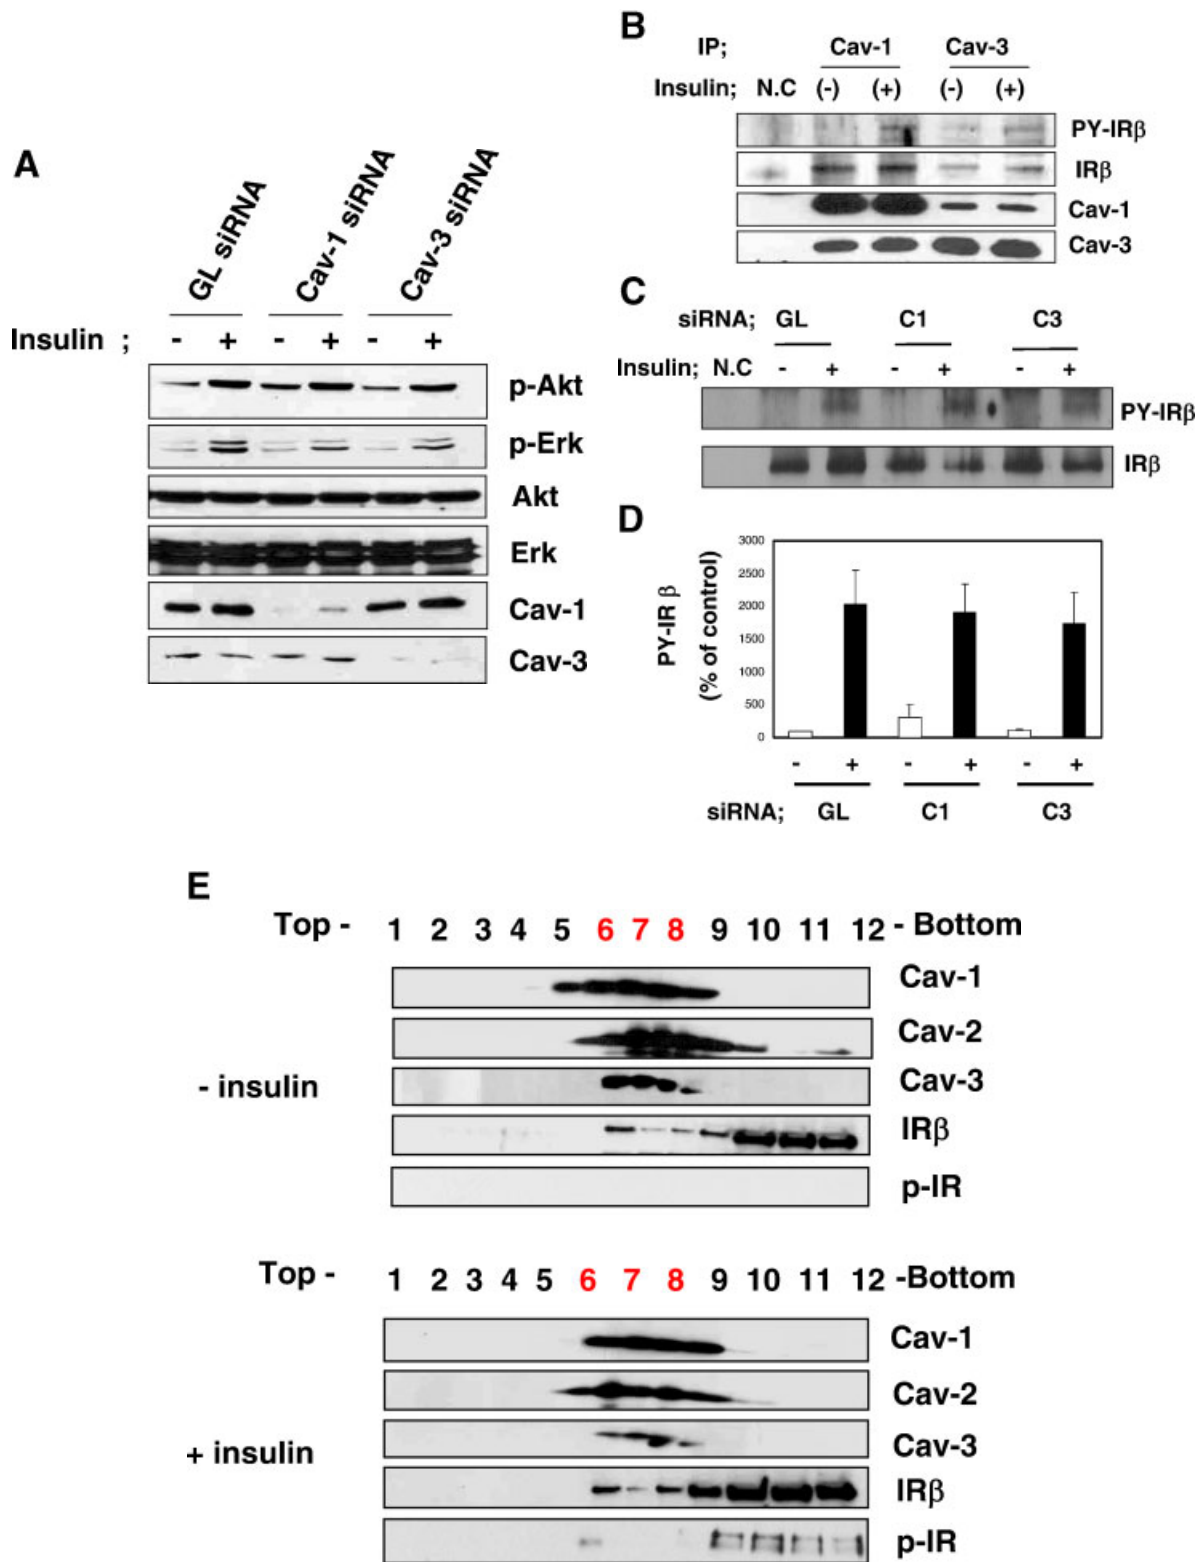 A
GL siRNA
Cav-1 siRNA
Cav-3 siRNA
Insulin ; - + - + - +
p-Akt
p-Erk
Akt
Erk
Cav-1
Cav-3
B
IP; Cav-1 Cav-3
Insulin; N.C (-) (+) (-) (+)
PY-IRβ
IRβ
Cav-1
Cav-3
C
siRNA; GL C1 C3
Insulin; N.C - + - + - +
PY-IRβ
IRβ
D
PY-IR β
(% of control)
3000
2500
2000
1500
1000
500
0
- + - + - +
siRNA; GL C1 C3
E
Top - 1 2 3 4 5 6 7 8 9 10 11 12 - Bottom
- insulin
Cav-1
Cav-2
Cav-3
IRβ
p-IR
Top - 1 2 3 4 5 6 7 8 9 10 11 12 -Bottom
+ insulin
Cav-1
Cav-2
Cav-3
IRβ
p-IR